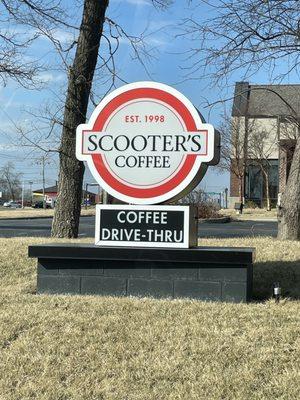 EST. 1998
SCOOTER'S
COFFEE
COFFEE
DRIVE-THRU